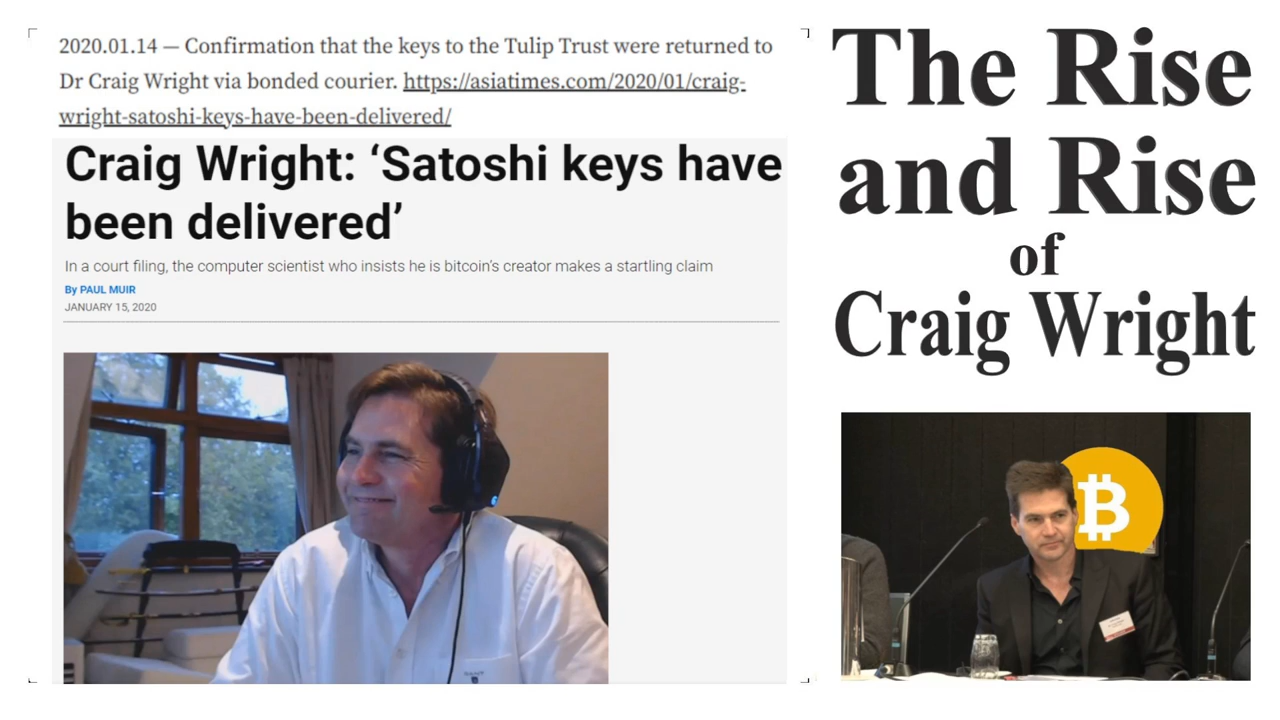 2020.01.14 — Confirmation that the keys to the Tulip Trust were returned to
Dr Craig Wright via bonded courier. https://asiatimes.com/2020/01/craig-
wright-satoshi-keys-have-been-delivered/
Craig Wright: ‘Satoshi keys have
been delivered’
In a court filing, the computer scientist who insists he is bitcoin’s creator makes a startling claim
By PAUL MUIR
JANUARY 15, 2020
The Rise
and Rise
of
Craig Wright